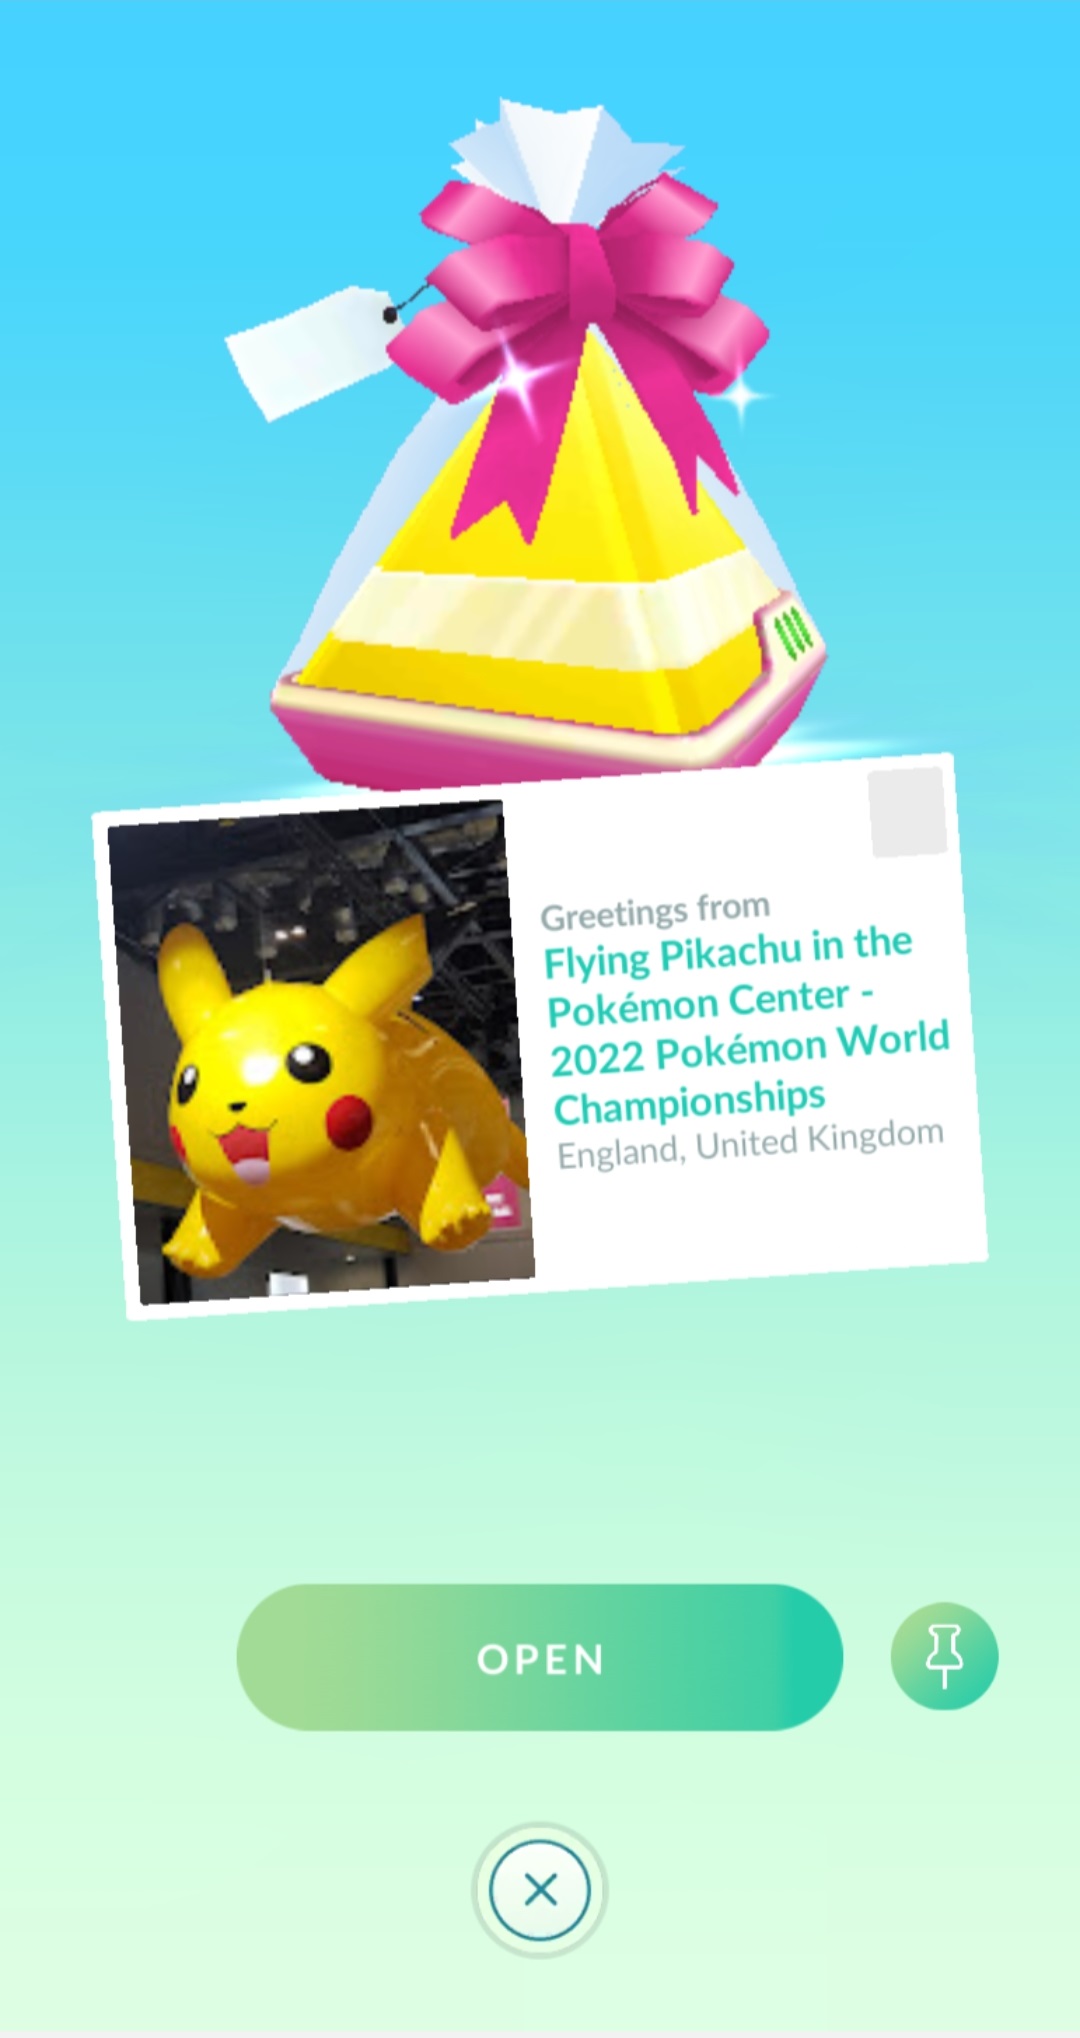 Greetings from
Flying Pikachu in the
Pokémon Center -
2022 Pokémon World
Championships
England, United Kingdom
OPEN